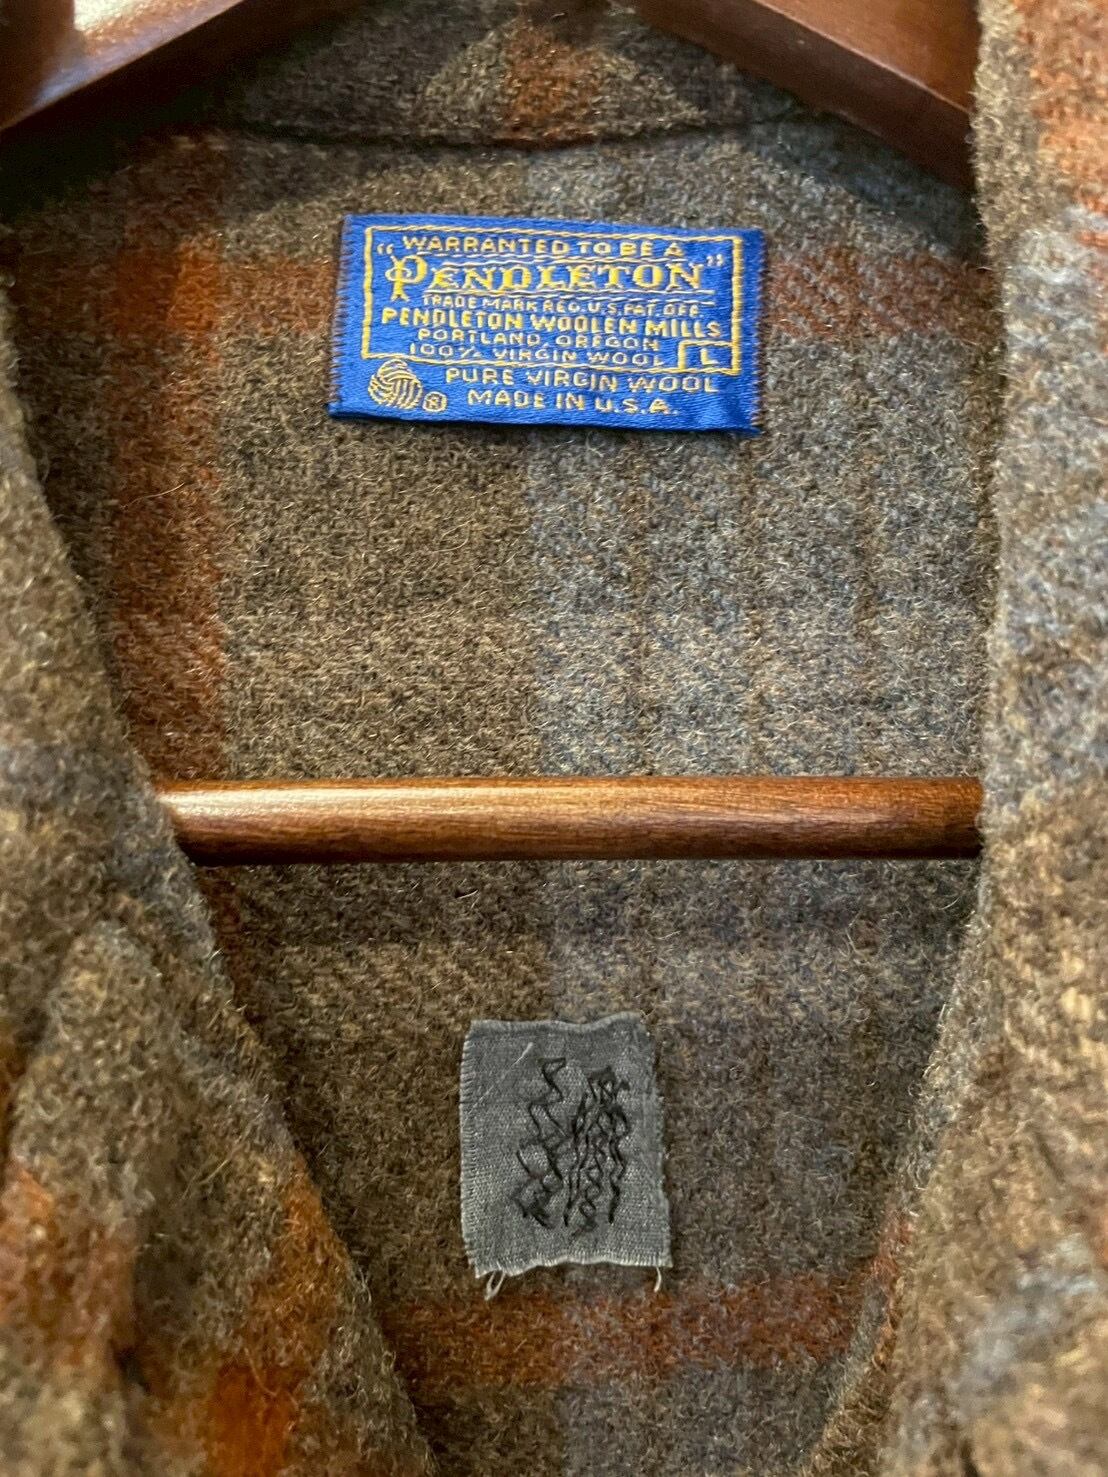 WARRANTED TO BE A
"PENDLETON"
TRADE MARK REG. U.S. PAT. OFF.
PENDLETON WOOLEN MILLS
PORTLAND, OREGON
100% VIRGIN WOOL L
PURE VIRGIN WOOL
® MADE IN U.S.A.